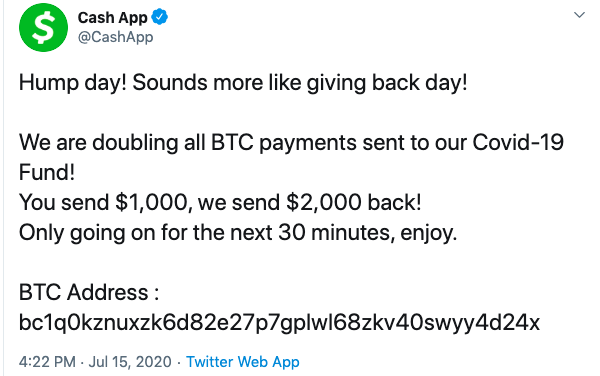 Cash App
@CashApp
Hump day! Sounds more like giving back day!
We are doubling all BTC payments sent to our Covid-19
Fund!
You send $1,000, we send $2,000 back!
Only going on for the next 30 minutes, enjoy.
BTC Address :
bc1q0kznuxzk6d82e27p7gplwl68zkv40swyy4d24x
4:22 PM · Jul 15, 2020 · Twitter Web App